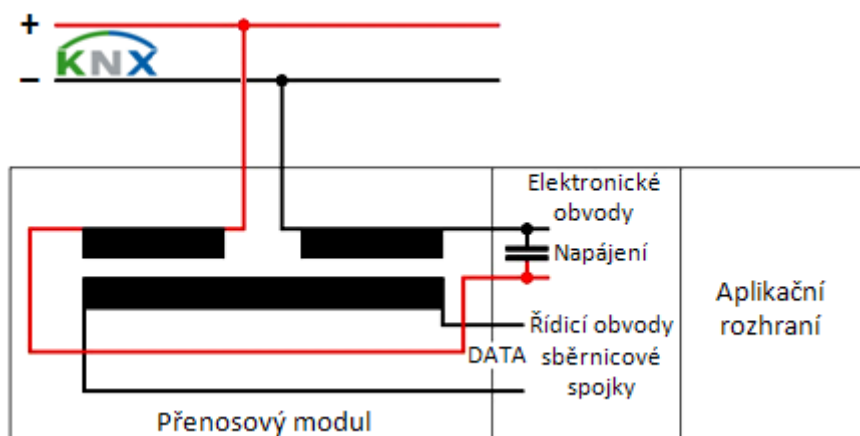 +
KNX
−
Elektronické
obvody
Napájení
Řídicí obvody
DATA sběrnicové
spojky
Aplikační
rozhraní
Přenosový modul